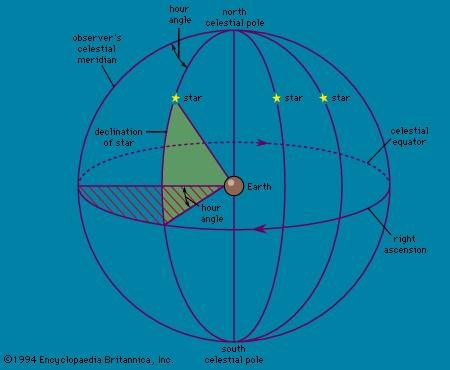 hour
angle
north
celestial pole
observer's
celestial
meridian
star
star
star
declination
of star
celestial
equator
Earth
hour
angle
right
ascension
south
celestial pole
©1994 Encyclopaedia Britannica, Inc.